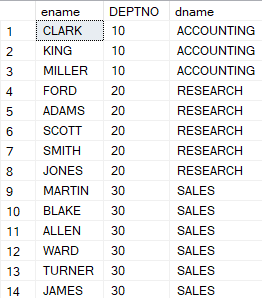 ename DEPTNO dname
1 CLARK 10 ACCOUNTING
2 KING 10 ACCOUNTING
3 MILLER 10 ACCOUNTING
4 FORD 20 RESEARCH
5 ADAMS 20 RESEARCH
6 SCOTT 20 RESEARCH
7 SMITH 20 RESEARCH
8 JONES 20 RESEARCH
9 MARTIN 30 SALES
10 BLAKE 30 SALES
11 ALLEN 30 SALES
12 WARD 30 SALES
13 TURNER 30 SALES
14 JAMES 30 SALES